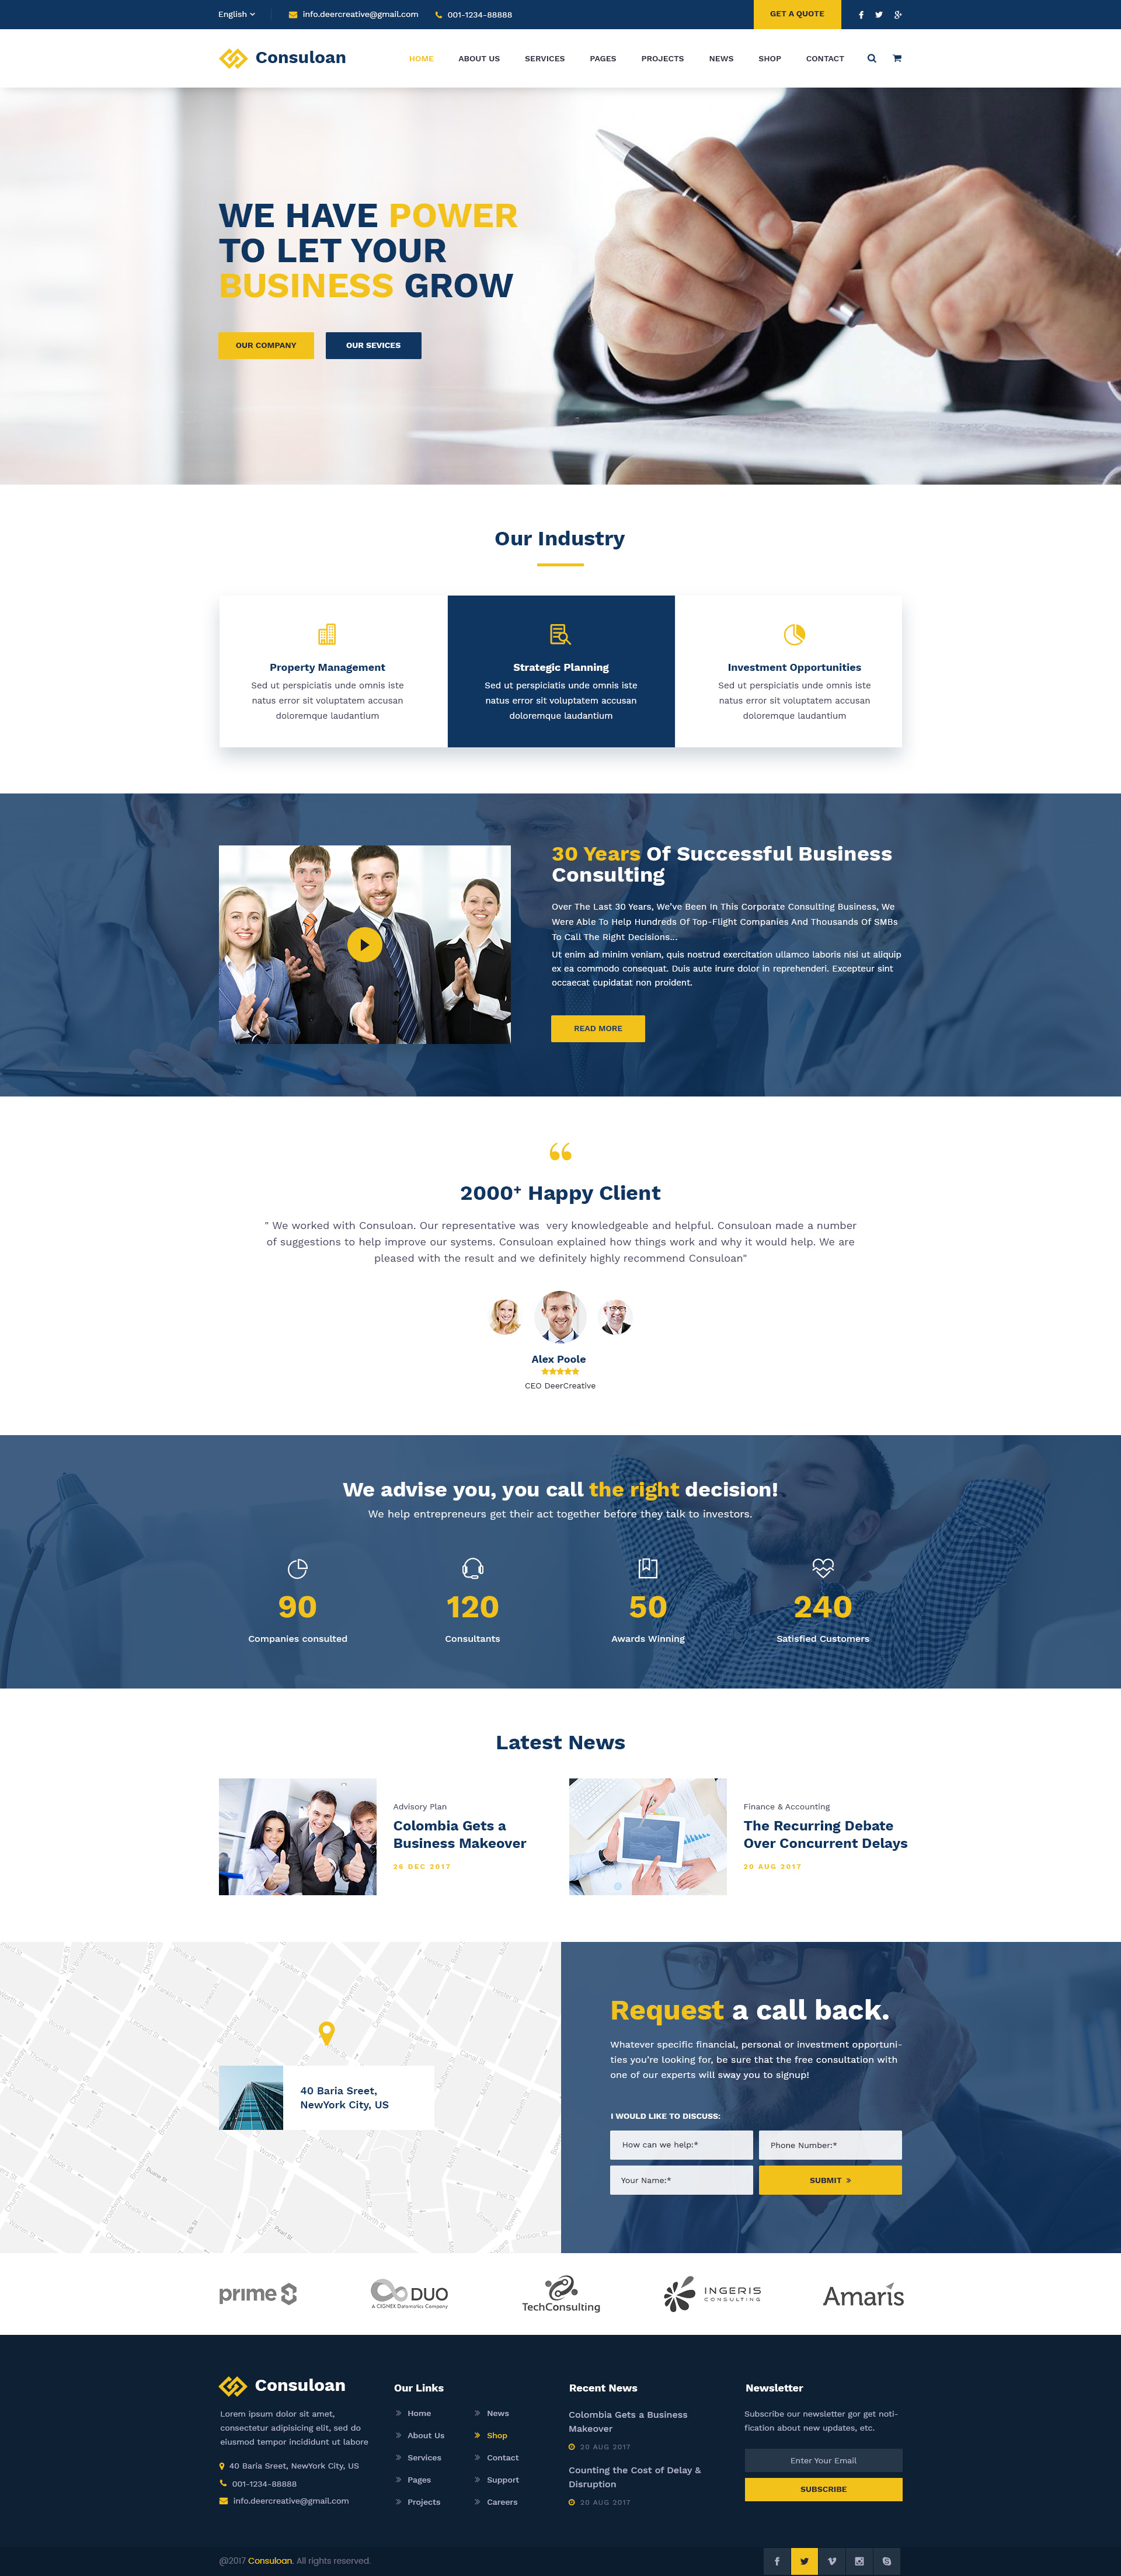 English
info.deercreative@gmail.com
001-1234-88888
GET A QUOTE
Consuloan
HOME
ABOUT US
SERVICES
PAGES
PROJECTS
NEWS
SHOP
CONTACT
WE HAVE POWER
TO LET YOUR
BUSINESS GROW
OUR COMPANY
OUR SEVICES
Our Industry
Property Management
Sed ut perspiciatis unde omnis iste
natus error sit voluptatem accusan
doloremque laudantium
Strategic Planning
Sed ut perspiciatis unde omnis iste
natus error sit voluptatem accusan
doloremque laudantium
Investment Opportunities
Sed ut perspiciatis unde omnis iste
natus error sit voluptatem accusan
doloremque laudantium
30 Years Of Successful Business
Consulting
Over The Last 30 Years, We've Been In This Corporate Consulting Business, We
Were Able To Help Hundreds Of Top-Flight Companies And Thousands Of SMBs
To Call The Right Decisions...
Ut enim ad minim veniam, quis nostrud exercitation ullamco laboris nisi ut aliquip
ex ea commodo consequat. Duis aute irure dolor in reprehenderi. Excepteur sint
occaecat cupidatat non proident.
READ MORE
2000+ Happy Client
" We worked with Consuloan. Our representative was very knowledgeable and helpful. Consuloan made a number
of suggestions to help improve our systems. Consuloan explained how things work and why it would help. We are
pleased with the result and we definitely highly recommend Consuloan"
Alex Poole
CEO DeerCreative
We advise you, you call the right decision!
We help entrepreneurs get their act together before they talk to investors.
90
Companies consulted
120
Consultants
50
Awards Winning
240
Satisfied Customers
Latest News
Advisory Plan
Colombia Gets a
Business Makeover
26 DEC 2017
Finance & Accounting
The Recurring Debate
Over Concurrent Delays
20 AUG 2017
40 Baria Sreet,
NewYork City, US
Duane St
Elk St
Pearl St
Request a call back.
Whatever specific financial, personal or investment opportuni-
ties you're looking for, be sure that the free consultation with
one of our experts will sway you to signup!
I WOULD LIKE TO DISCUSS:
How can we help:*
Phone Number:*
Your Name:*
SUBMIT
prime
DUO
A CIGNEX Datamatics Company
TechConsulting
INGERIS
CONSULTING
Amaris
Consuloan
Lorem ipsum dolor sit amet,
consectetur adipisicing elit, sed do
eiusmod tempor incididunt ut labore
40 Baria Sreet, NewYork City, US
001-1234-88888
info.deercreative@gmail.com
Our Links
Home
About Us
Services
Pages
Projects
News
Shop
Contact
Support
Careers
Recent News
Colombia Gets a Business
Makeover
20 AUG 2017
Counting the Cost of Delay &
Disruption
20 AUG 2017
Newsletter
Subscribe our newsletter gor get noti-
fication about new updates, etc.
Enter Your Email
SUBSCRIBE
@2017 Consuloan. All rights reserved.